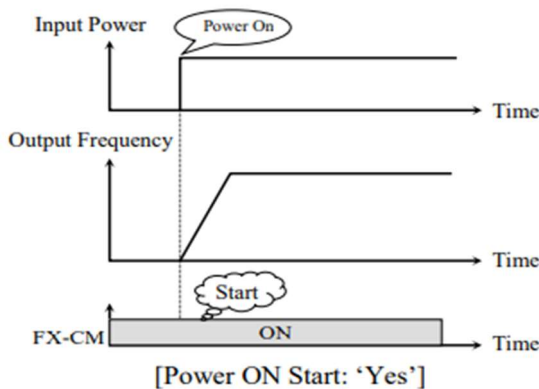 Input Power
Power On
Time
Output Frequency
Time
Start
FX-CM
ON
Time
[Power ON Start: ‘Yes’]